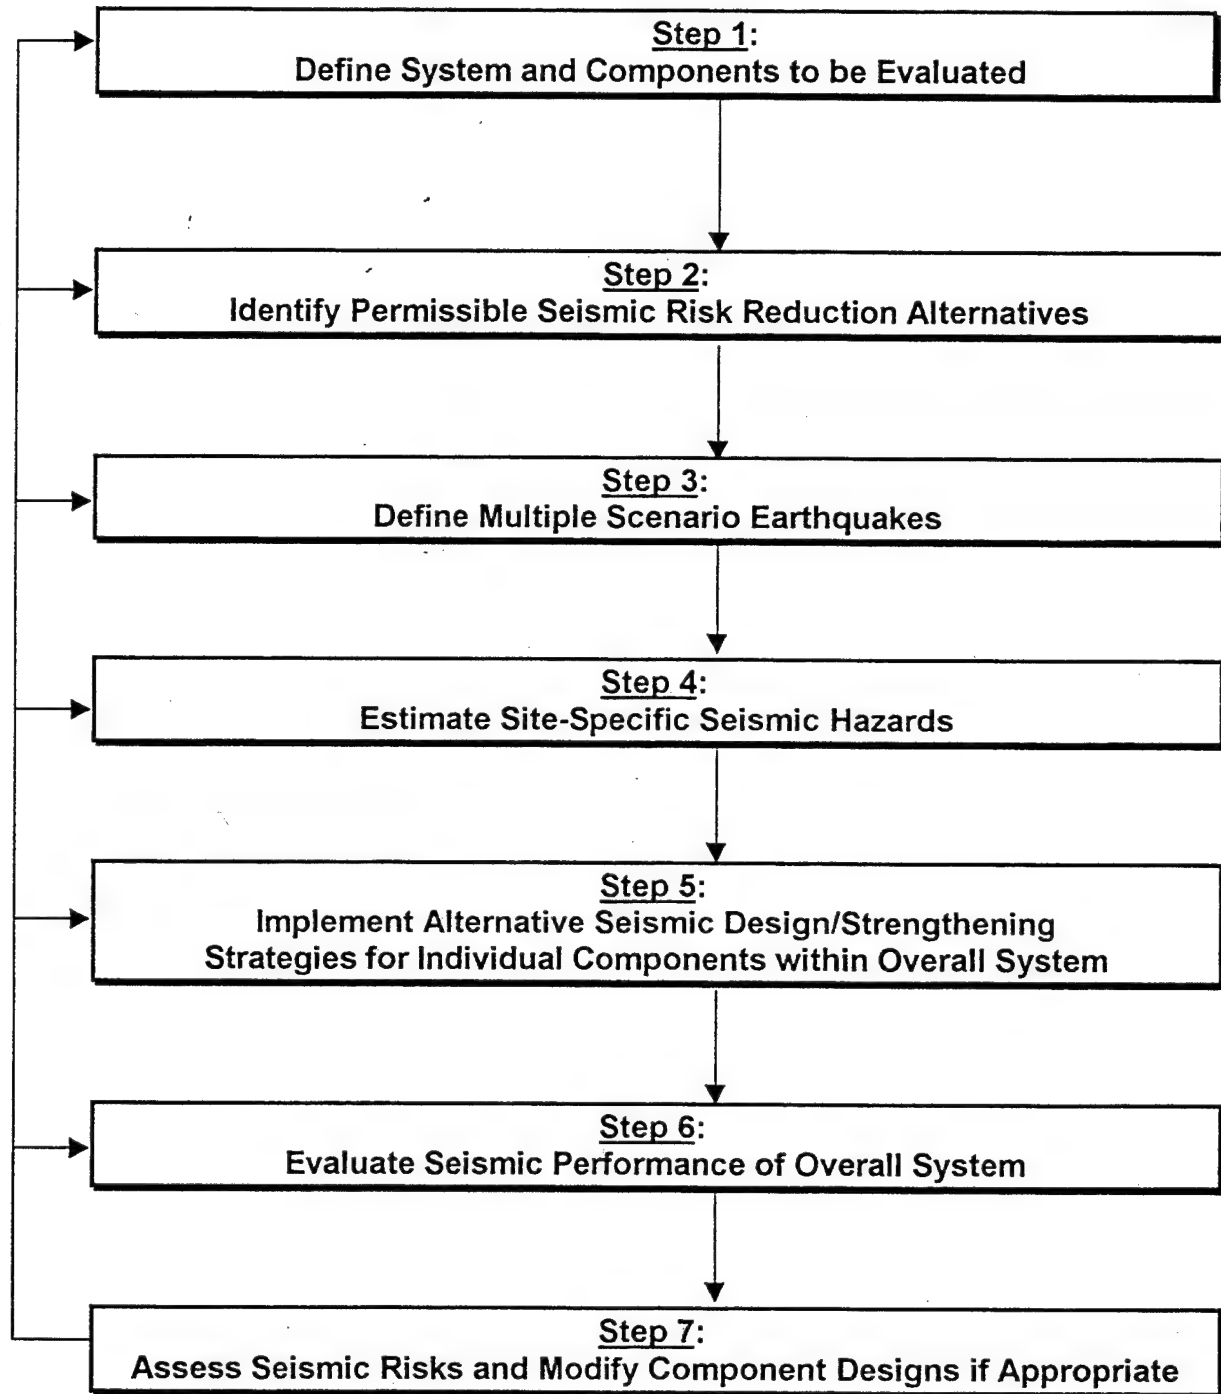 Step 1:
Define System and Components to be Evaluated
Step 2:
Identify Permissible Seismic Risk Reduction Alternatives
Step 3:
Define Multiple Scenario Earthquakes
Step 4:
Estimate Site-Specific Seismic Hazards
Step 5:
Implement Alternative Seismic Design/Strengthening
Strategies for Individual Components within Overall System
Step 6:
Evaluate Seismic Performance of Overall System
Step 7:
Assess Seismic Risks and Modify Component Designs if Appropriate